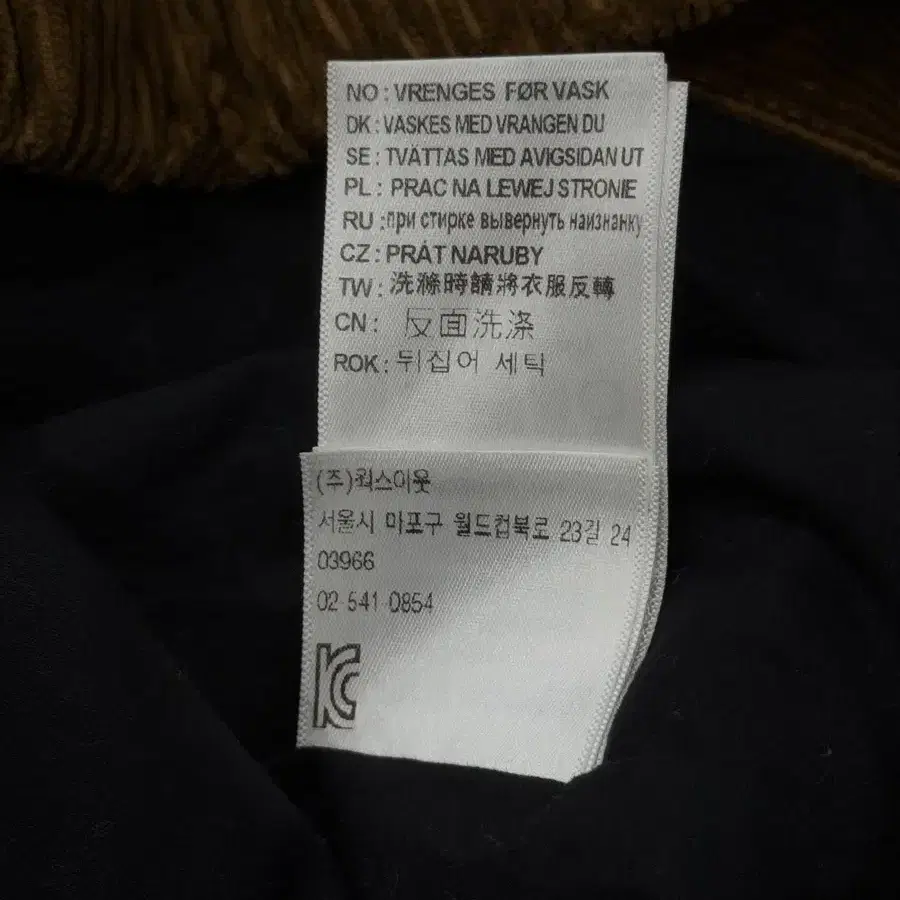 NO : VRENGES FØR VASK
DK : VASKES MED VRANGEN DU
SE : TVÄTTAS MED AVIGSIDAN UT
PL : PRAC NA LEWEJ STRONIE
RU :при стирке вывернуть наизнанку
CZ : PRÁT NARUBY
TW : 洗滌時請將衣服反轉
CN : 反面洗涤
ROK : 뒤집어 세탁
(주)웍스이웃
서울시 마포구 월드컵북로 23길 24
03966
02 541 0854
KC